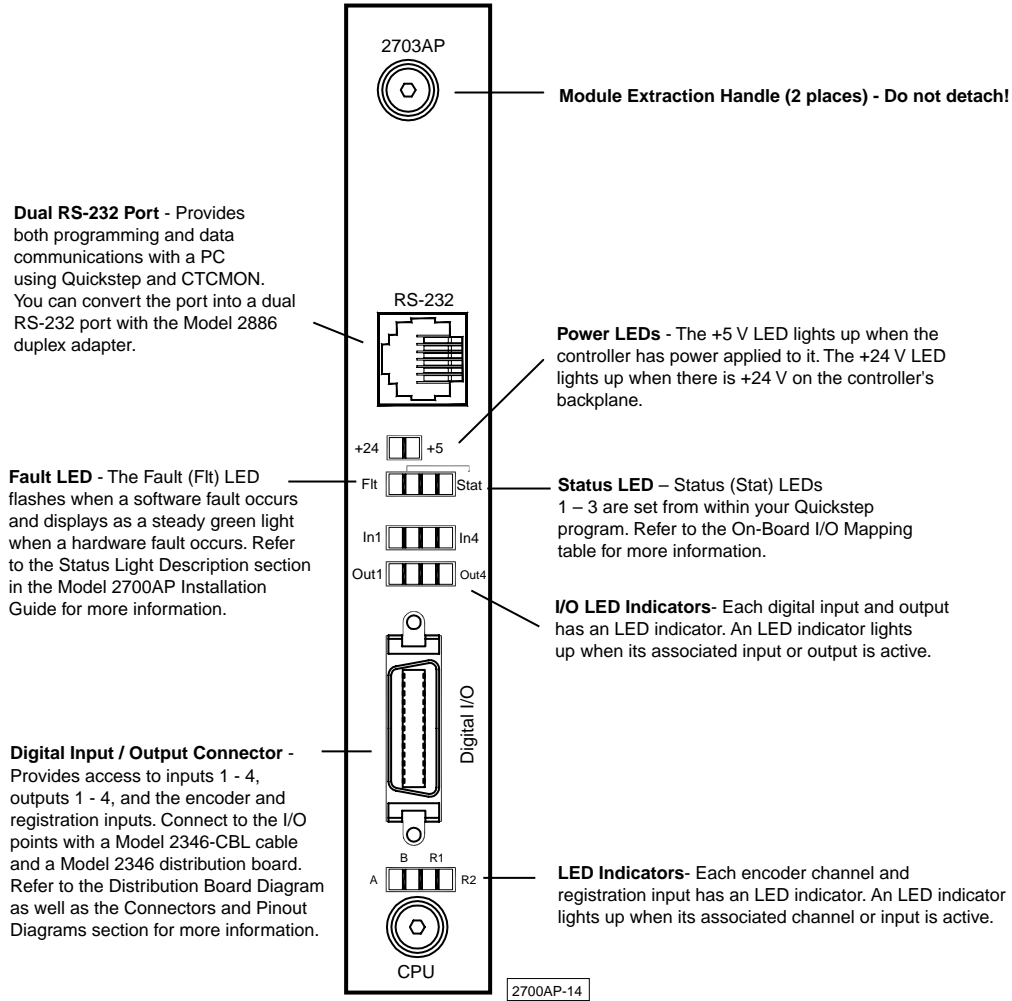 2703AP
Module Extraction Handle (2 places) - Do not detach!
Dual RS-232 Port - Provides
both programming and data
communications with a PC
using Quickstep and CTCMON.
You can convert the port into a dual
RS-232 port with the Model 2886
duplex adapter.
RS-232
Power LEDs - The +5 V LED lights up when the
controller has power applied to it. The +24 V LED
lights up when there is +24 V on the controller's
backplane.
+24
+5
Fault LED - The Fault (Flt) LED
flashes when a software fault occurs
and displays as a steady green light
when a hardware fault occurs. Refer
to the Status Light Description section
in the Model 2700AP Installation
Guide for more information.
Flt
Stat
Status LED – Status (Stat) LEDs
1 – 3 are set from within your Quickstep
program. Refer to the On-Board I/O Mapping
table for more information.
In1
In4
Out1
Out4
I/O LED Indicators- Each digital input and output
has an LED indicator. An LED indicator lights
up when its associated input or output is active.
Digital I/O
Digital Input / Output Connector -
Provides access to inputs 1 - 4,
outputs 1 - 4, and the encoder and
registration inputs. Connect to the I/O
points with a Model 2346-CBL cable
and a Model 2346 distribution board.
Refer to the Distribution Board Diagram
as well as the Connectors and Pinout
Diagrams section for more information.
B
R1
A
R2
LED Indicators- Each encoder channel and
registration input has an LED indicator. An LED indicator
lights up when its associated channel or input is active.
CPU
2700AP-14